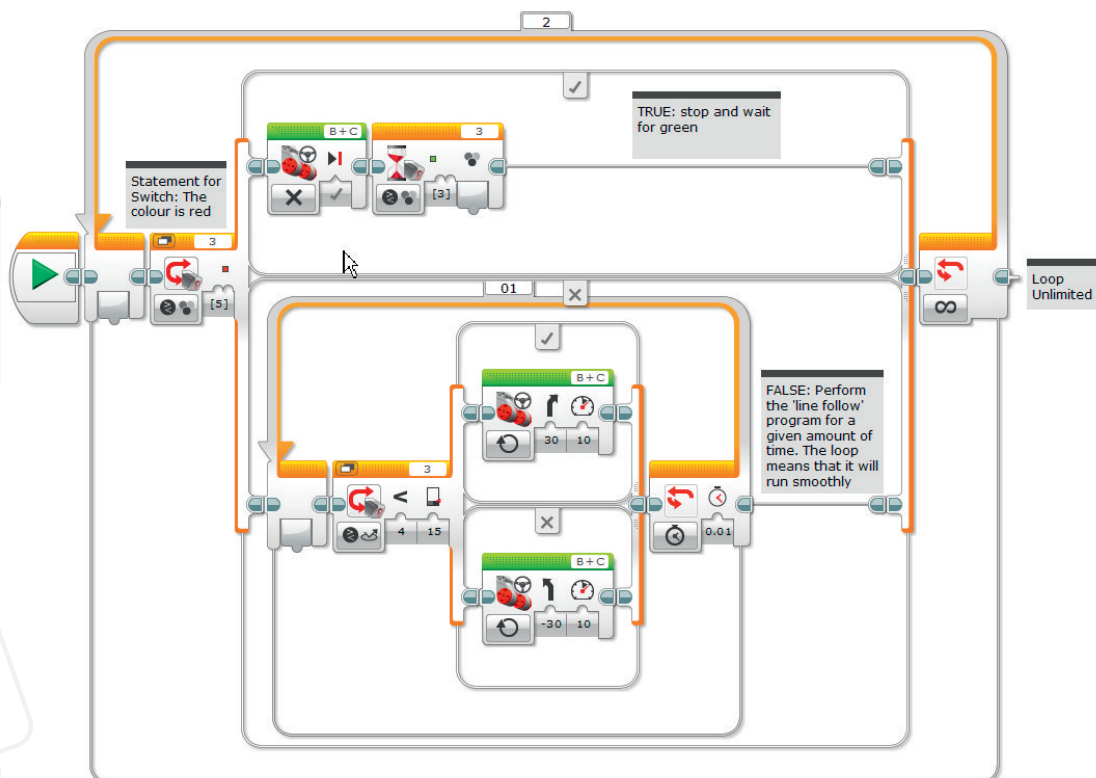 2
TRUE: stop and wait
for green
B+C
3
[3]
Statement for
Switch: The
colour is red
3
[5]
Loop
Unlimited
01
B+C
30 10
FALSE: Perform
the 'line follow'
program for a
given amount of
time. The loop
means that it will
run smoothly
3
< 
4 15
0.01
B+C
-30 10